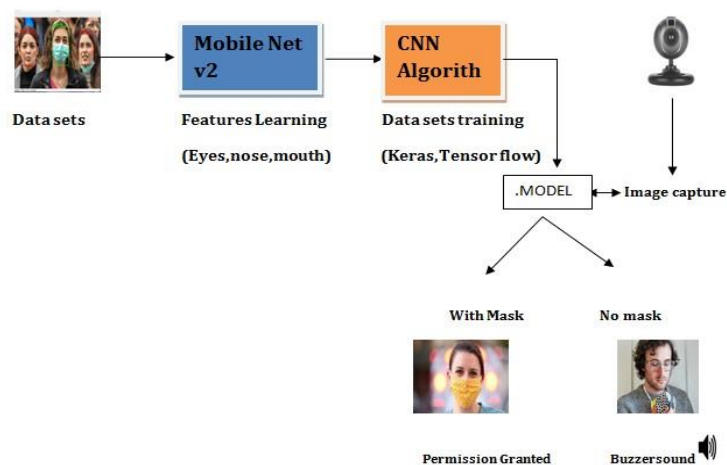 Mobile Net
v2
CNN
Algorith
Data sets
Features Learning
Data sets training
(Eyes,nose,mouth)
(Keras,Tensor flow)
.MODEL
Image capture
With Mask
No mask
Permission Granted
Buzzersound